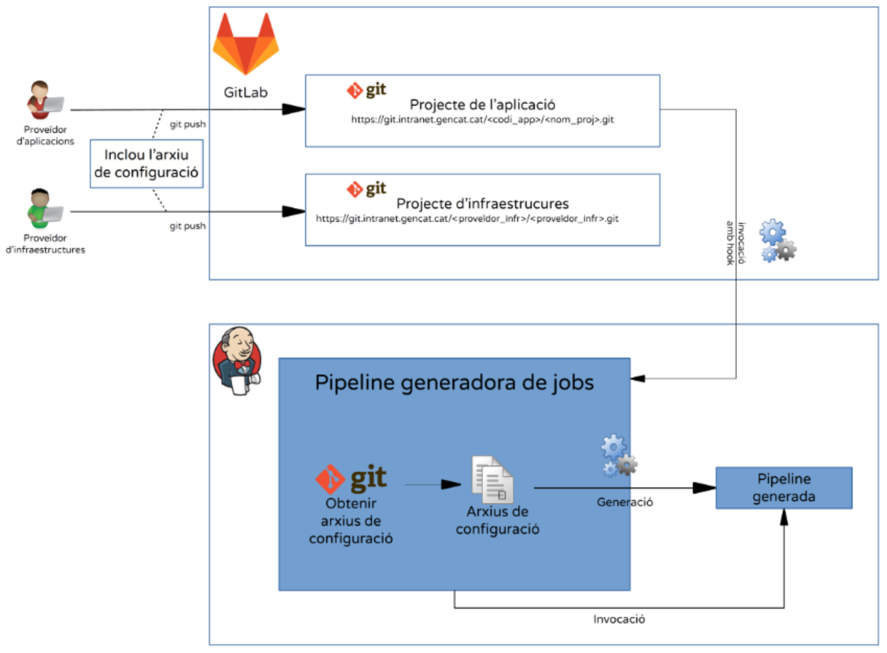 GitLab
git
Projecte de l'aplicació
https://git.intranet.gencat.cat/<codi_app>/<nom_proj>.git
Proveïdor
d'aplicacions
git push
Inclou l'arxiu
de configuració
git
Projecte d'infraestrucures
https://git.intranet.gencat.cat/<proveïdor_infr>/<proveïdor_infr>.git
Proveïdor
d'infraestructures
git push
invocació
amb hook
Pipeline generadora de jobs
git
Obtenir
arxius de
configuració
Arxius de
configuració
Generació
Pipeline
generada
Invocació